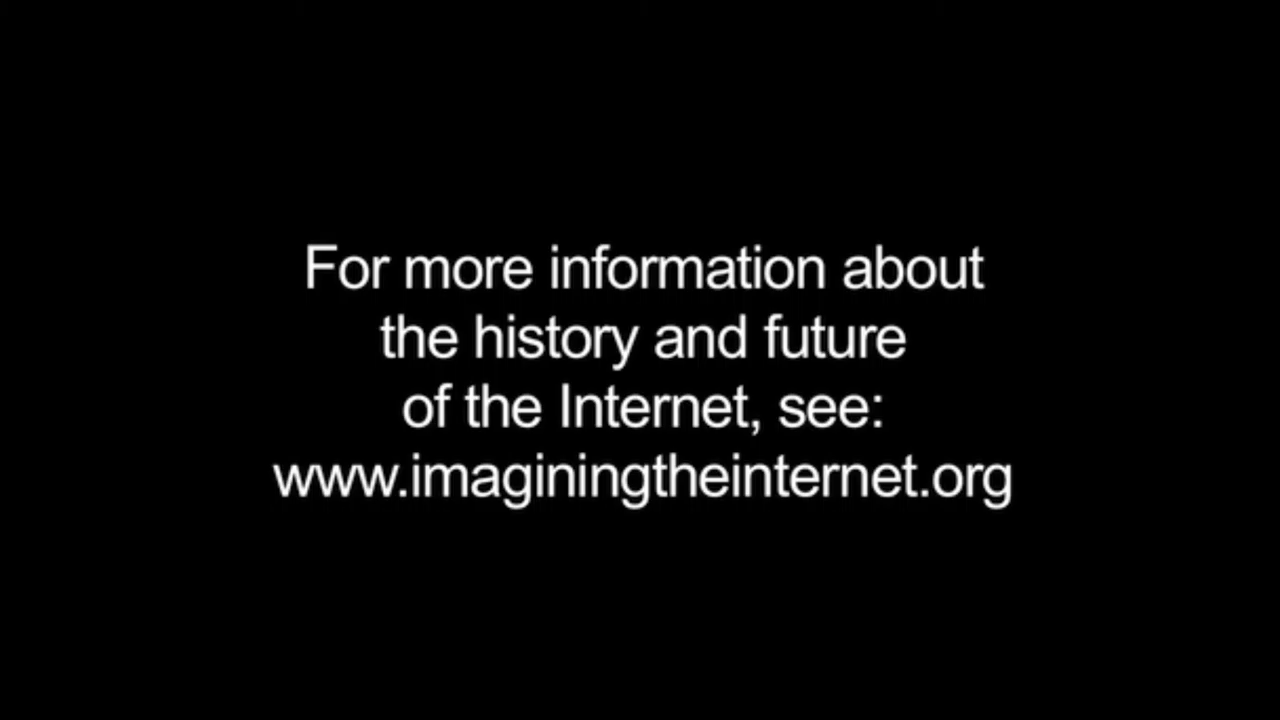 For more information about
the history and future
of the Internet, see:
www.imaginingtheinternet.org